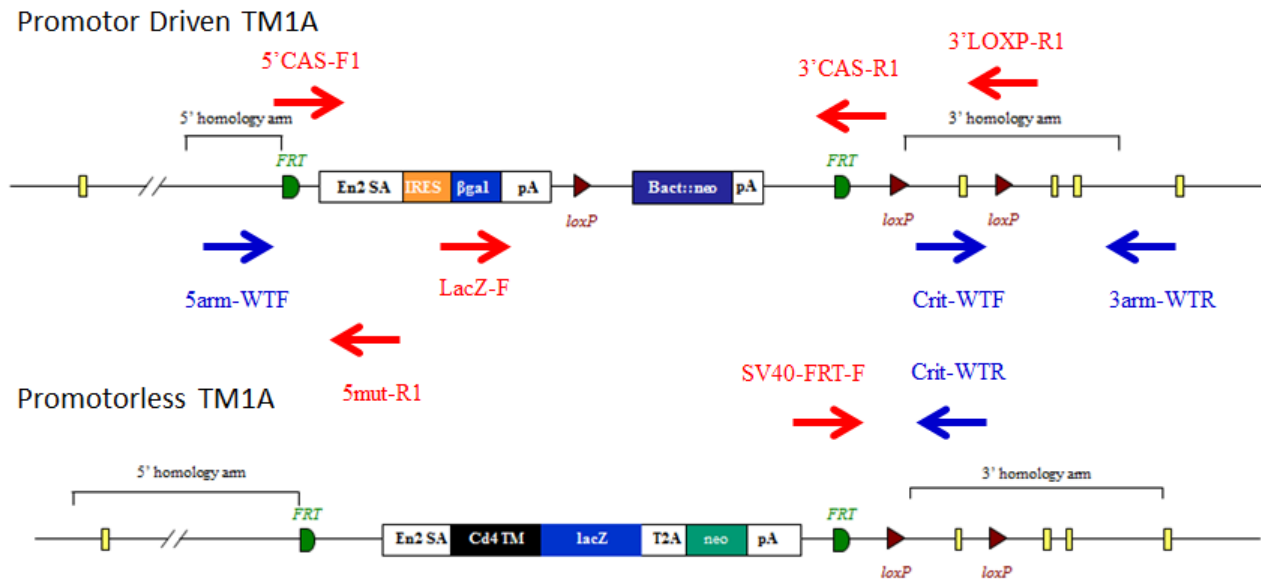 Promotor Driven TM1A
5'CAS-F1
3'CAS-R1
3'LOXP-R1
5' homology arm
3' homology arm
FRT
FRT
En2 SA
IRES
βgal
pA
loxP
Bact::neo
pA
loxP
loxP
5arm-WTF
LacZ-F
Crit-WTF
3arm-WTR
5mut-R1
SV40-FRT-F
Crit-WTR
Promotorless TM1A
5' homology arm
3' homology arm
FRT
FRT
En2 SA
Cd4 TM
lacZ
T2A
neo
pA
loxP
loxP